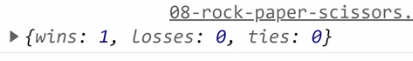 08-rock-paper-scissors.
{wins: 1, losses: 0, ties: 0}